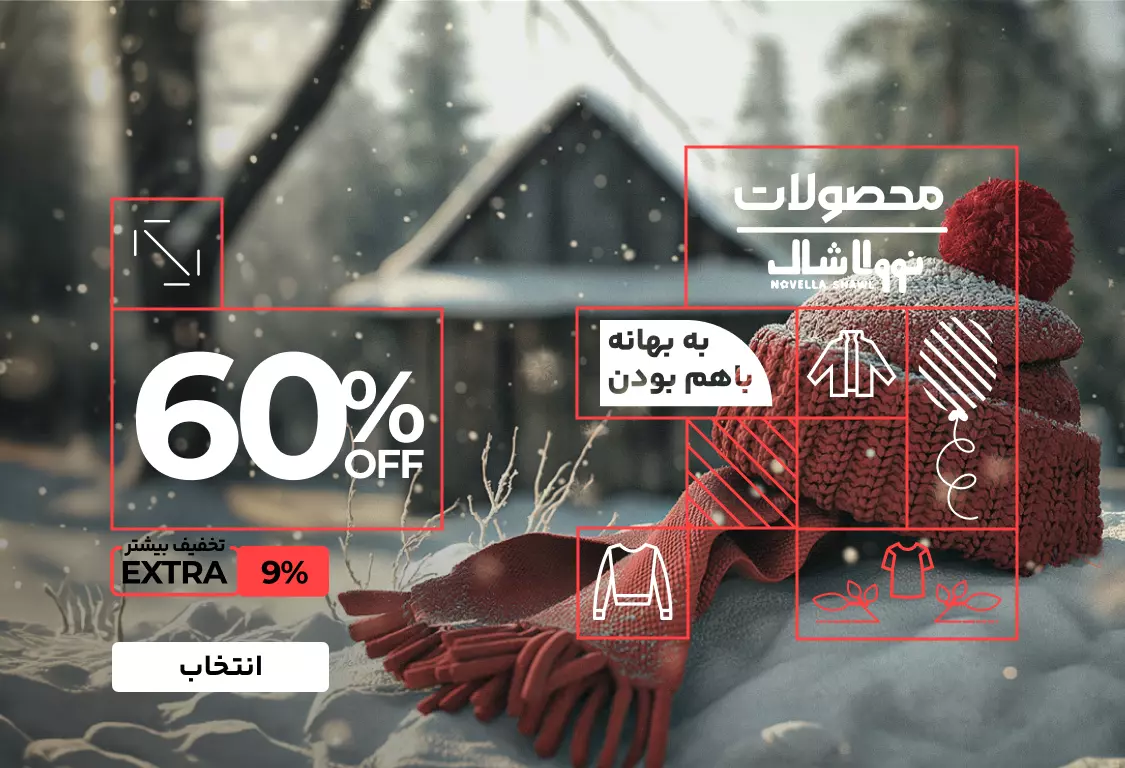 محصولات
نوولاشال
NOVELLA SHAWL
به بهانه
باهم بودن
60%
OFF
تخفیف بیشتر
EXTRA 9%
انتخاب